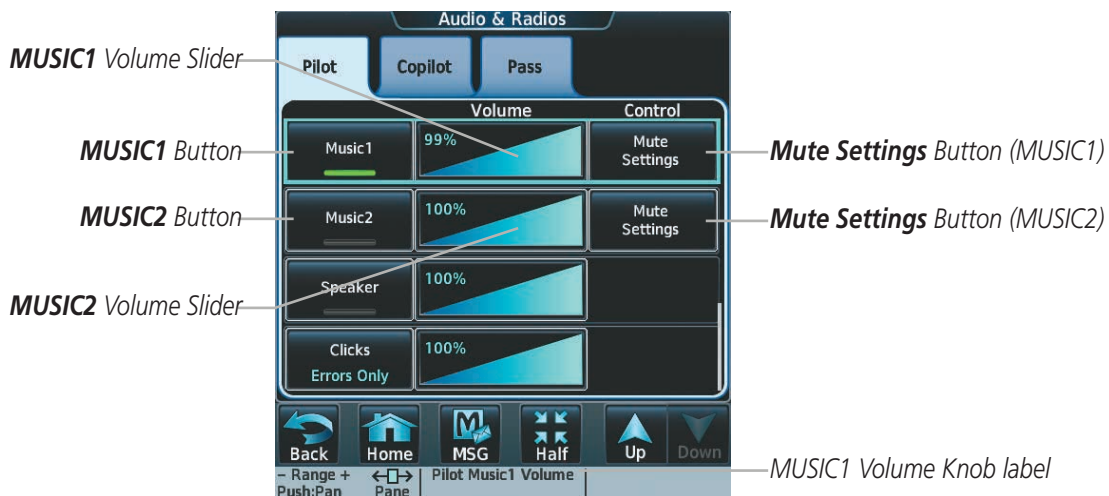 Audio & Radios
MUSIC1 Volume Slider
Pilot Copilot Pass
Volume Control
MUSIC1 Button
Music1 99% Mute Settings
Mute Settings Button (MUSIC1)
MUSIC2 Button
Music2 100% Mute Settings
Mute Settings Button (MUSIC2)
MUSIC2 Volume Slider
Speaker 100%
Clicks 100%
Errors Only
Back Home MSG Half Up Down
– Range + Pilot Music1 Volume
Push:Pan Pane
MUSIC1 Volume Knob label